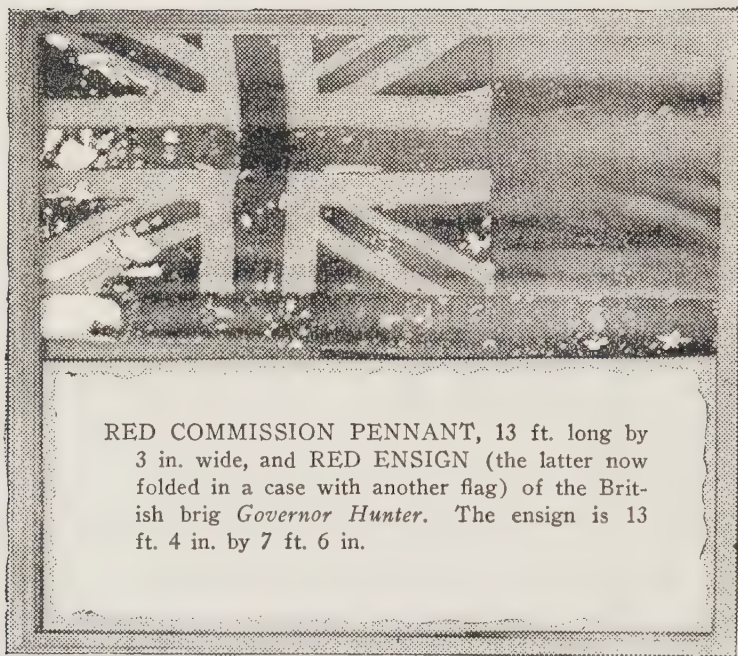 RED COMMISSION PENNANT, 13 ft. long by
3 in. wide, and RED ENSIGN (the latter now
folded in a case with another flag) of the Brit-
ish brig Governor Hunter. The ensign is 13
ft. 4 in. by 7 ft. 6 in.